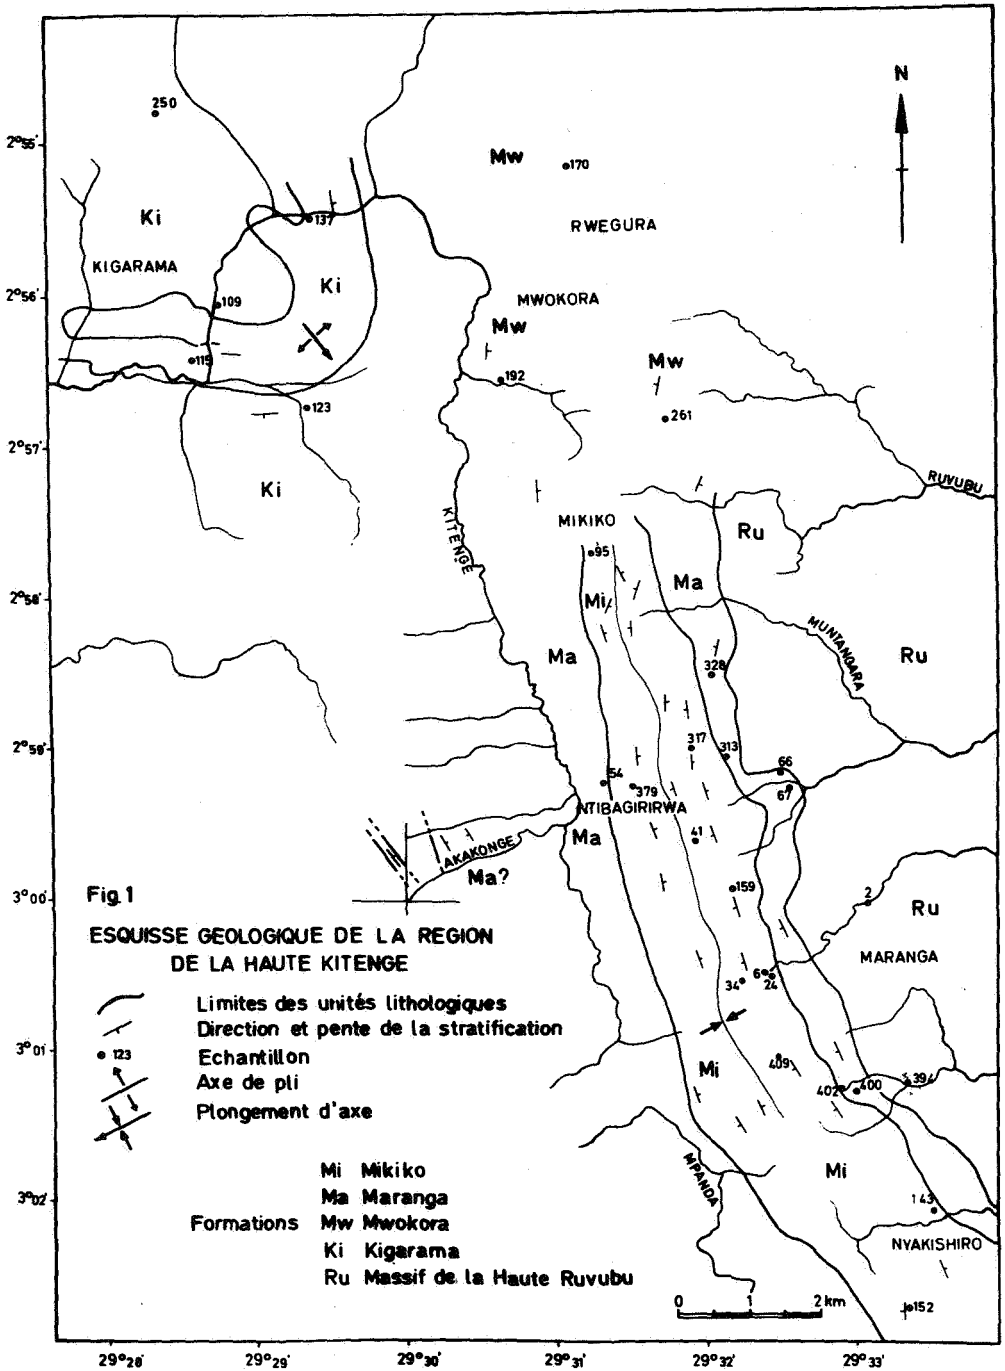 N
250
2°55'
Mw
170
Ki
137
RWEGURA
KIGARAMA
Ki
2°56'
109
MWOKORA
Mw
115
Mw
192
123
261
2°57'
Ki
RUVUBU
KITENGE
MIKIKO
Ru
95
Ma
2°58'
Mi
MUNTANGARA
Ma
Ru
328
2°59'
317
313
54
66
379
67
NTIBAGIRIRWA
Ma
41
AKAKONGE
Ma?
159
2
3°00'
Fig.1
Ru
ESQUISSE GEOLOGIQUE DE LA REGION
DE LA HAUTE KITENGE
MARANGA
6
34
24
Limites des unités lithologiques
Direction et pente de la stratification
3°01'
123
Echantillon
409
Mi
Axe de pli
402
400
394
Plongement d'axe
MPANDA
Mi
Mi Mikiko
3°02'
Ma Maranga
143
Formations Mw Mwokora
NYAKISHIRO
Ki Kigarama
Ru Massif de la Haute Ruvubu
0 1 2 km
152
29°28' 29°29' 29°30' 29°31' 29°32' 29°33'